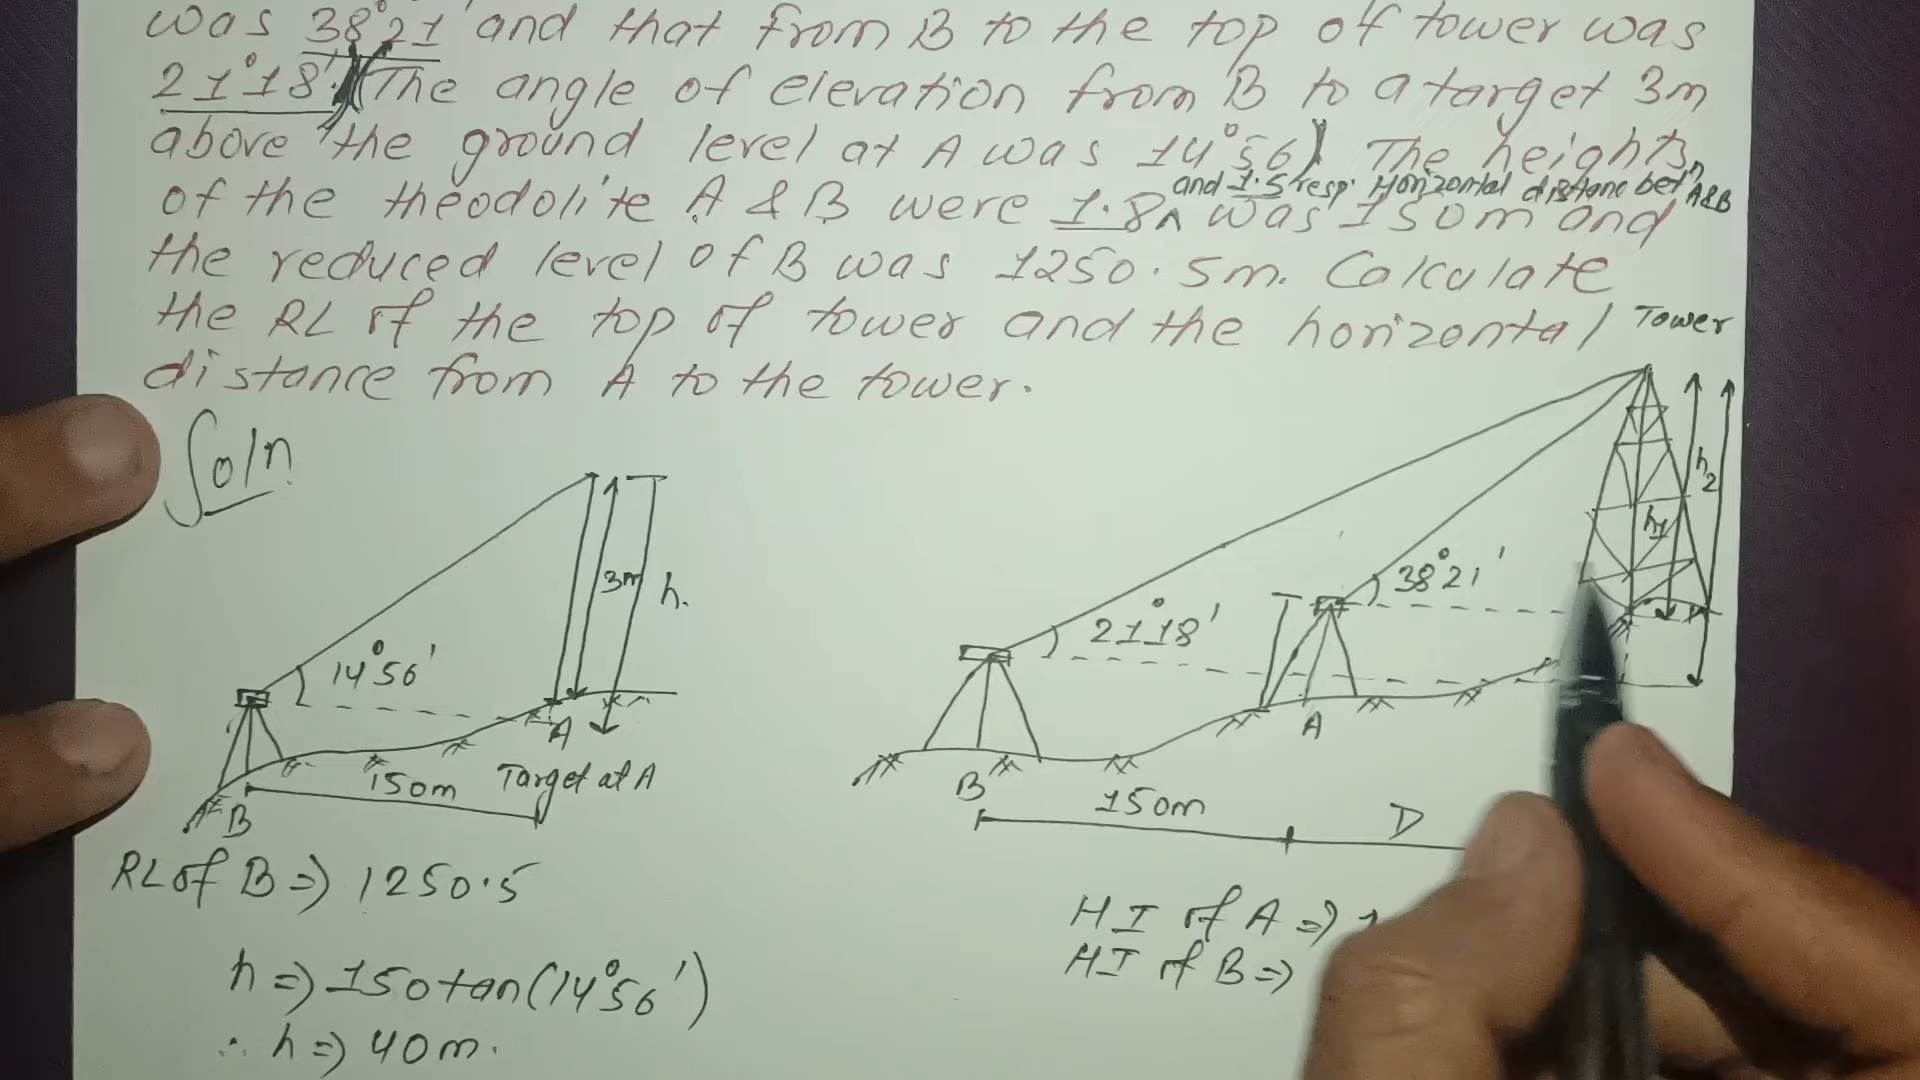 was 38°21' and that from B to the top of tower was
21°18'. (The angle of elevation from B to a target 3m
above the ground level at A was 14°56') The heights
and 1.5 resp. Horizontal distane betn A&B
of the theodolite A & B were 1.8^ was 150m and
the reduced level of B was 1250.5m. Calculate
the RL of the top of tower and the horizontal
distance from A to the tower.
Tower
Soln
h2
h1
3m
h.
38°21'
21°18'
14°56'
A
A
150m
Target at A
B
B
150m
D
RL of B => 1250.5
HI of A =>
HI of B =>
h => 150tan(14°56')
∴ h => 40m.